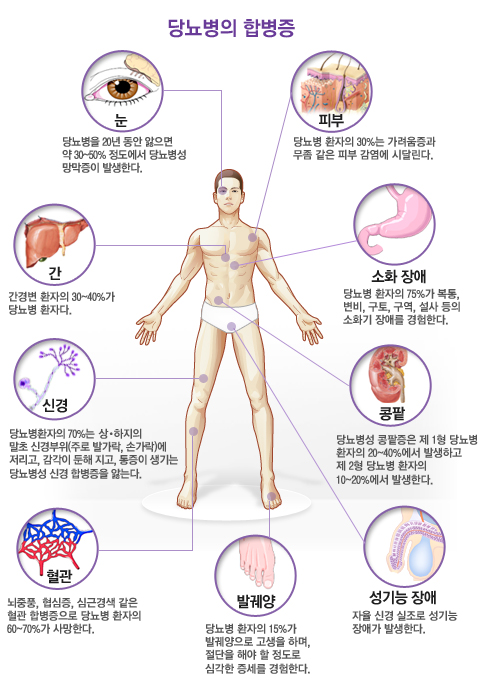 당뇨병의 합병증
눈
당뇨병을 20년 동안 앓으면
약 30~50% 정도에서 당뇨병성
망막증이 발생한다.
피부
당뇨병 환자의 30%는 가려움증과
무좀 같은 피부 감염에 시달린다.
간
간경변 환자의 30~40%가
당뇨병 환자다.
소화 장애
당뇨병 환자의 75%가 복통,
변비, 구토, 구역, 설사 등의
소화기 장애를 경험한다.
신경
당뇨병환자의 70%는 상·하지의
말초 신경부위(주로 발가락, 손가락)에
저리고, 감각이 둔해 지고, 통증이 생기는
당뇨병성 신경 합병증을 앓는다.
콩팥
당뇨병성 콩팥증은 제 1형 당뇨병
환자의 20~40%에서 발생하고
제 2형 당뇨병 환자의
10~20%에서 발생한다.
혈관
뇌중풍, 협심증, 심근경색 같은
혈관 합병증으로 당뇨병 환자의
60~70%가 사망한다.
발궤양
당뇨병 환자의 15%가
발궤양으로 고생을 하며,
절단을 해야 할 정도로
심각한 증세를 경험한다.
성기능 장애
자율 신경 실조로 성기능
장애가 발생한다.